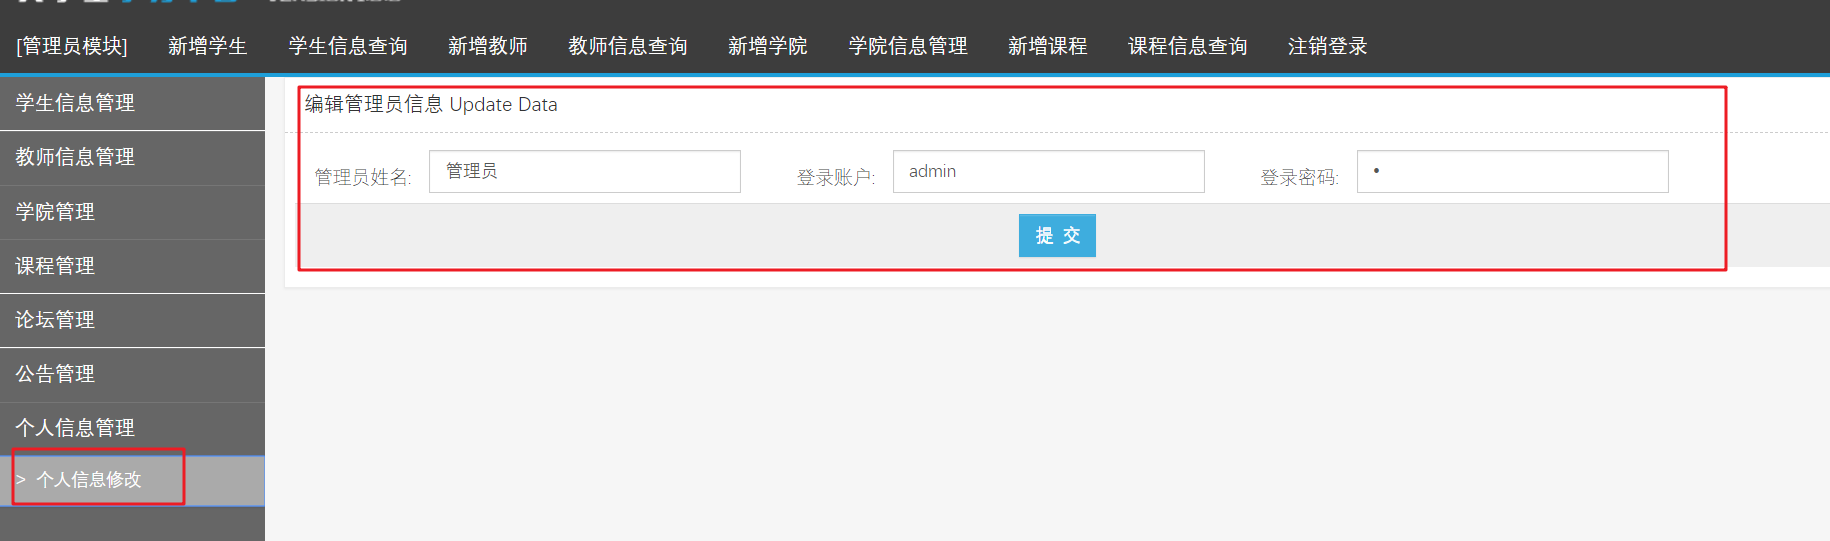 [管理员模块] 新增学生 学生信息查询 新增教师 教师信息查询 新增学院 学院信息管理 新增课程 课程信息查询 注销登录
学生信息管理
教师信息管理
学院管理
课程管理
论坛管理
公告管理
个人信息管理
> 个人信息修改
编辑管理员信息 Update Data
管理员姓名: 管理员 登录账户: admin 登录密码: •
提 交